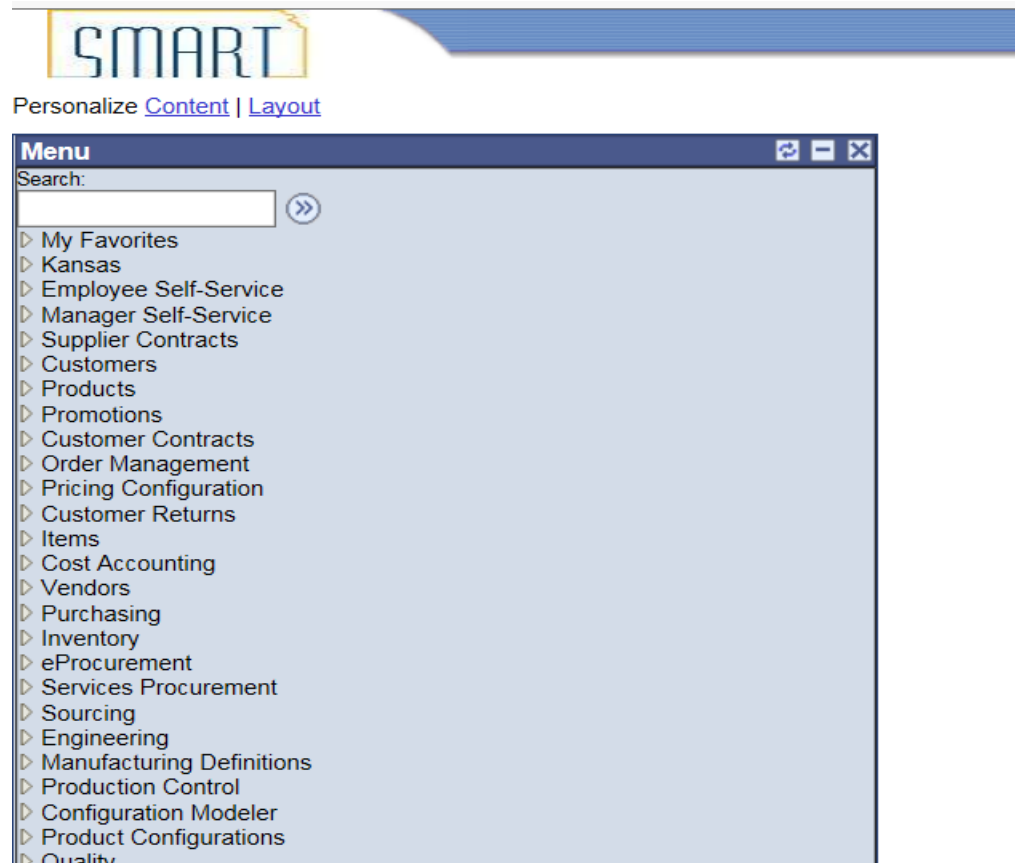 SMART
Personalize Content | Layout
Menu
Search:
My Favorites
Kansas
Employee Self-Service
Manager Self-Service
Supplier Contracts
Customers
Products
Promotions
Customer Contracts
Order Management
Pricing Configuration
Customer Returns
Items
Cost Accounting
Vendors
Purchasing
Inventory
eProcurement
Services Procurement
Sourcing
Engineering
Manufacturing Definitions
Production Control
Configuration Modeler
Product Configurations
Quality